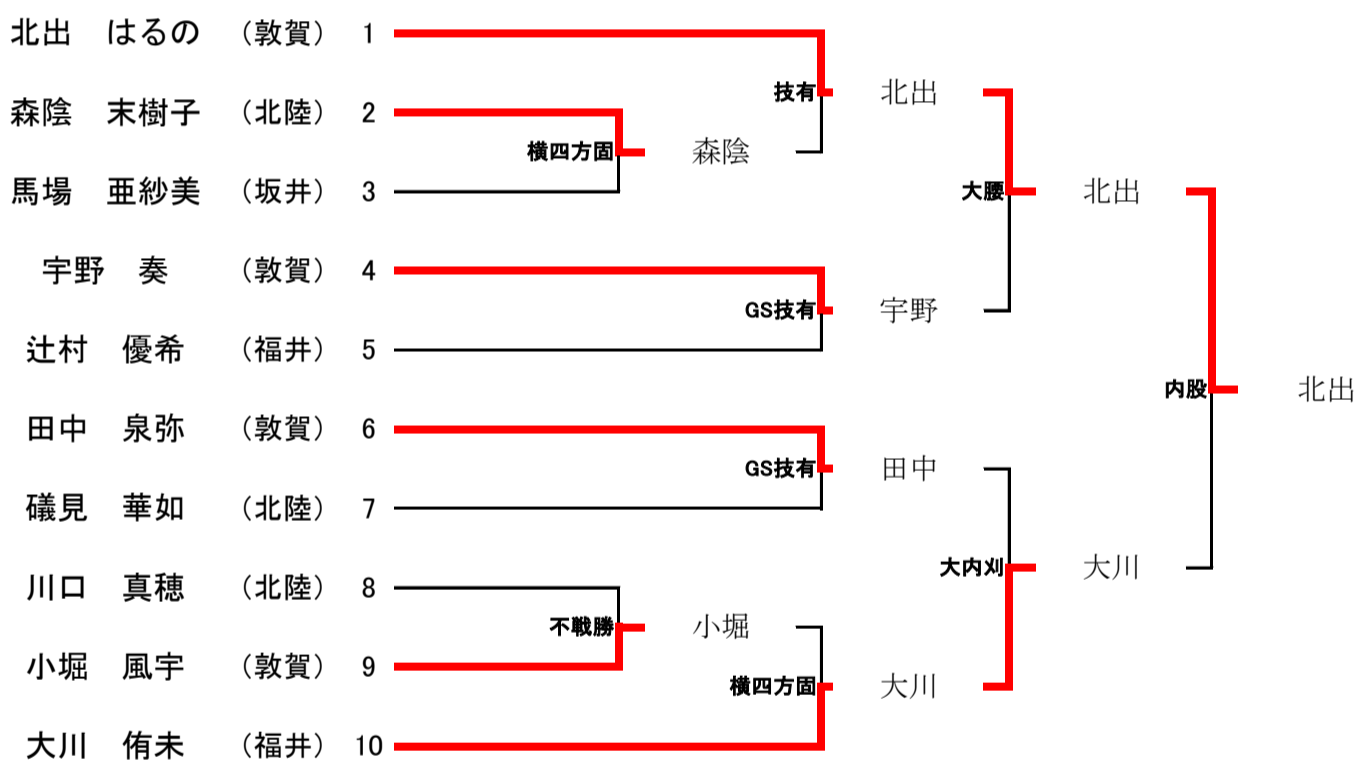 北出　はるの　（敦賀）　1
技有　北出
森陰　末樹子　（北陸）　2
横四方固　森陰
馬場　亜紗美　（坂井）　3
大腰　北出
宇野　奏　（敦賀）　4
GS技有　宇野
辻村　優希　（福井）　5
内股　北出
田中　泉弥　（敦賀）　6
GS技有　田中
礒見　華如　（北陸）　7
大内刈　大川
川口　真穂　（北陸）　8
不戦勝　小堀
小堀　風宇　（敦賀）　9
横四方固　大川
大川　侑未　（福井）　10